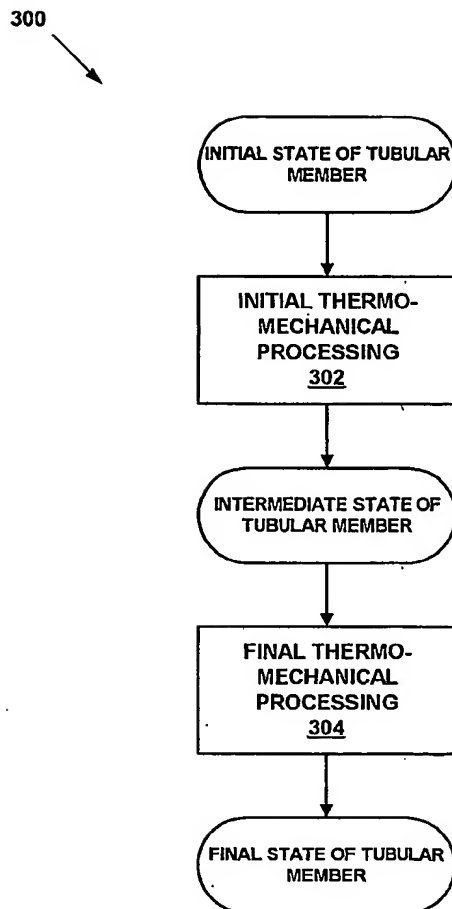 300
INITIAL STATE OF TUBULAR
MEMBER
INITIAL THERMO-
MECHANICAL
PROCESSING
302
INTERMEDIATE STATE OF
TUBULAR MEMBER
FINAL THERMO-
MECHANICAL
PROCESSING
304
FINAL STATE OF TUBULAR
MEMBER